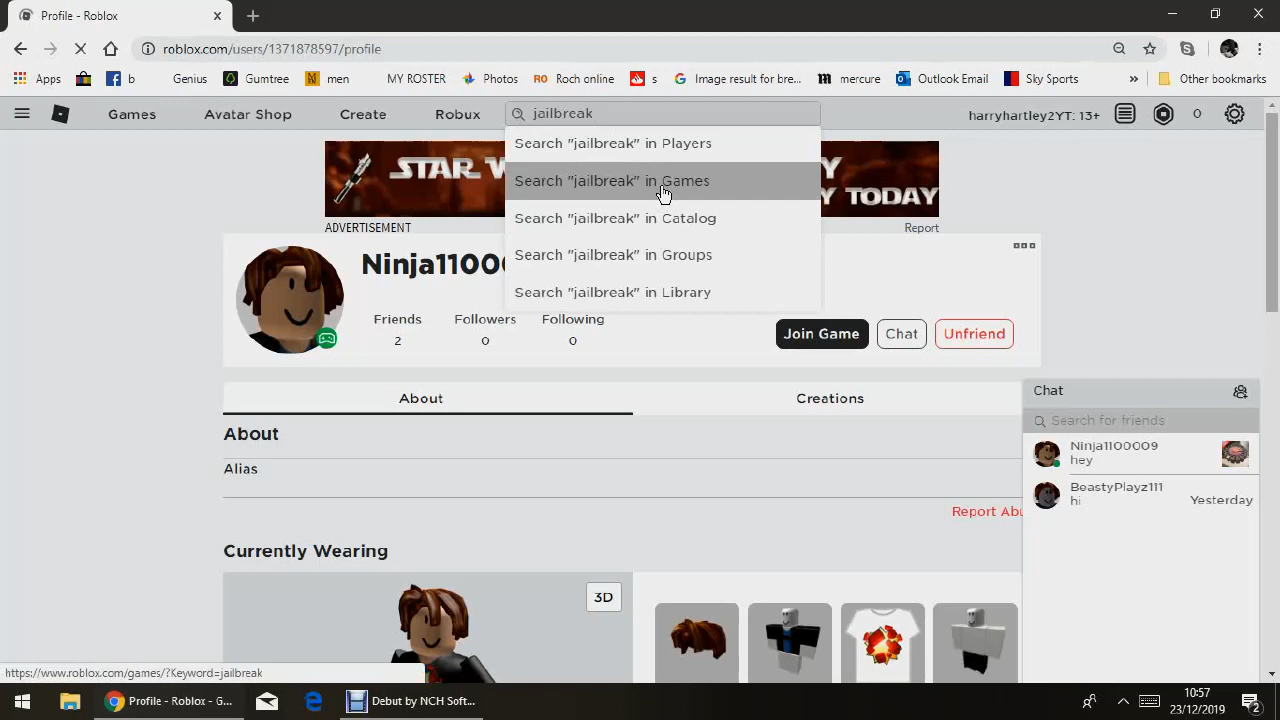 Profile - Roblox
roblox.com/users/1371878597/profile
Apps b Genius Gumtree men MY ROSTER Photos RO Roch online s Image result for bre... mercure Outlook Email Sky Sports » Other bookmarks
Games Avatar Shop Create Robux jailbreak harryhartley2YT: 13+ 0
Search "jailbreak" in Players
Search "jailbreak" in Games
Search "jailbreak" in Catalog
Search "jailbreak" in Groups
Search "jailbreak" in Library
STAR
TODAY
ADVERTISEMENT Report
Friends Followers Following
2 0 0
Join Game Chat Unfriend
About Creations
Chat
About
Search for friends
Alias
Ninja1100009
hey
BeastyPlayz111
hi Yesterday
Report
Currently Wearing
3D
https://www.roblox.com/games/?Keyword=jailbreak
Profile - Roblox - G... Debut by NCH Soft...
10:57
23/12/2019
2